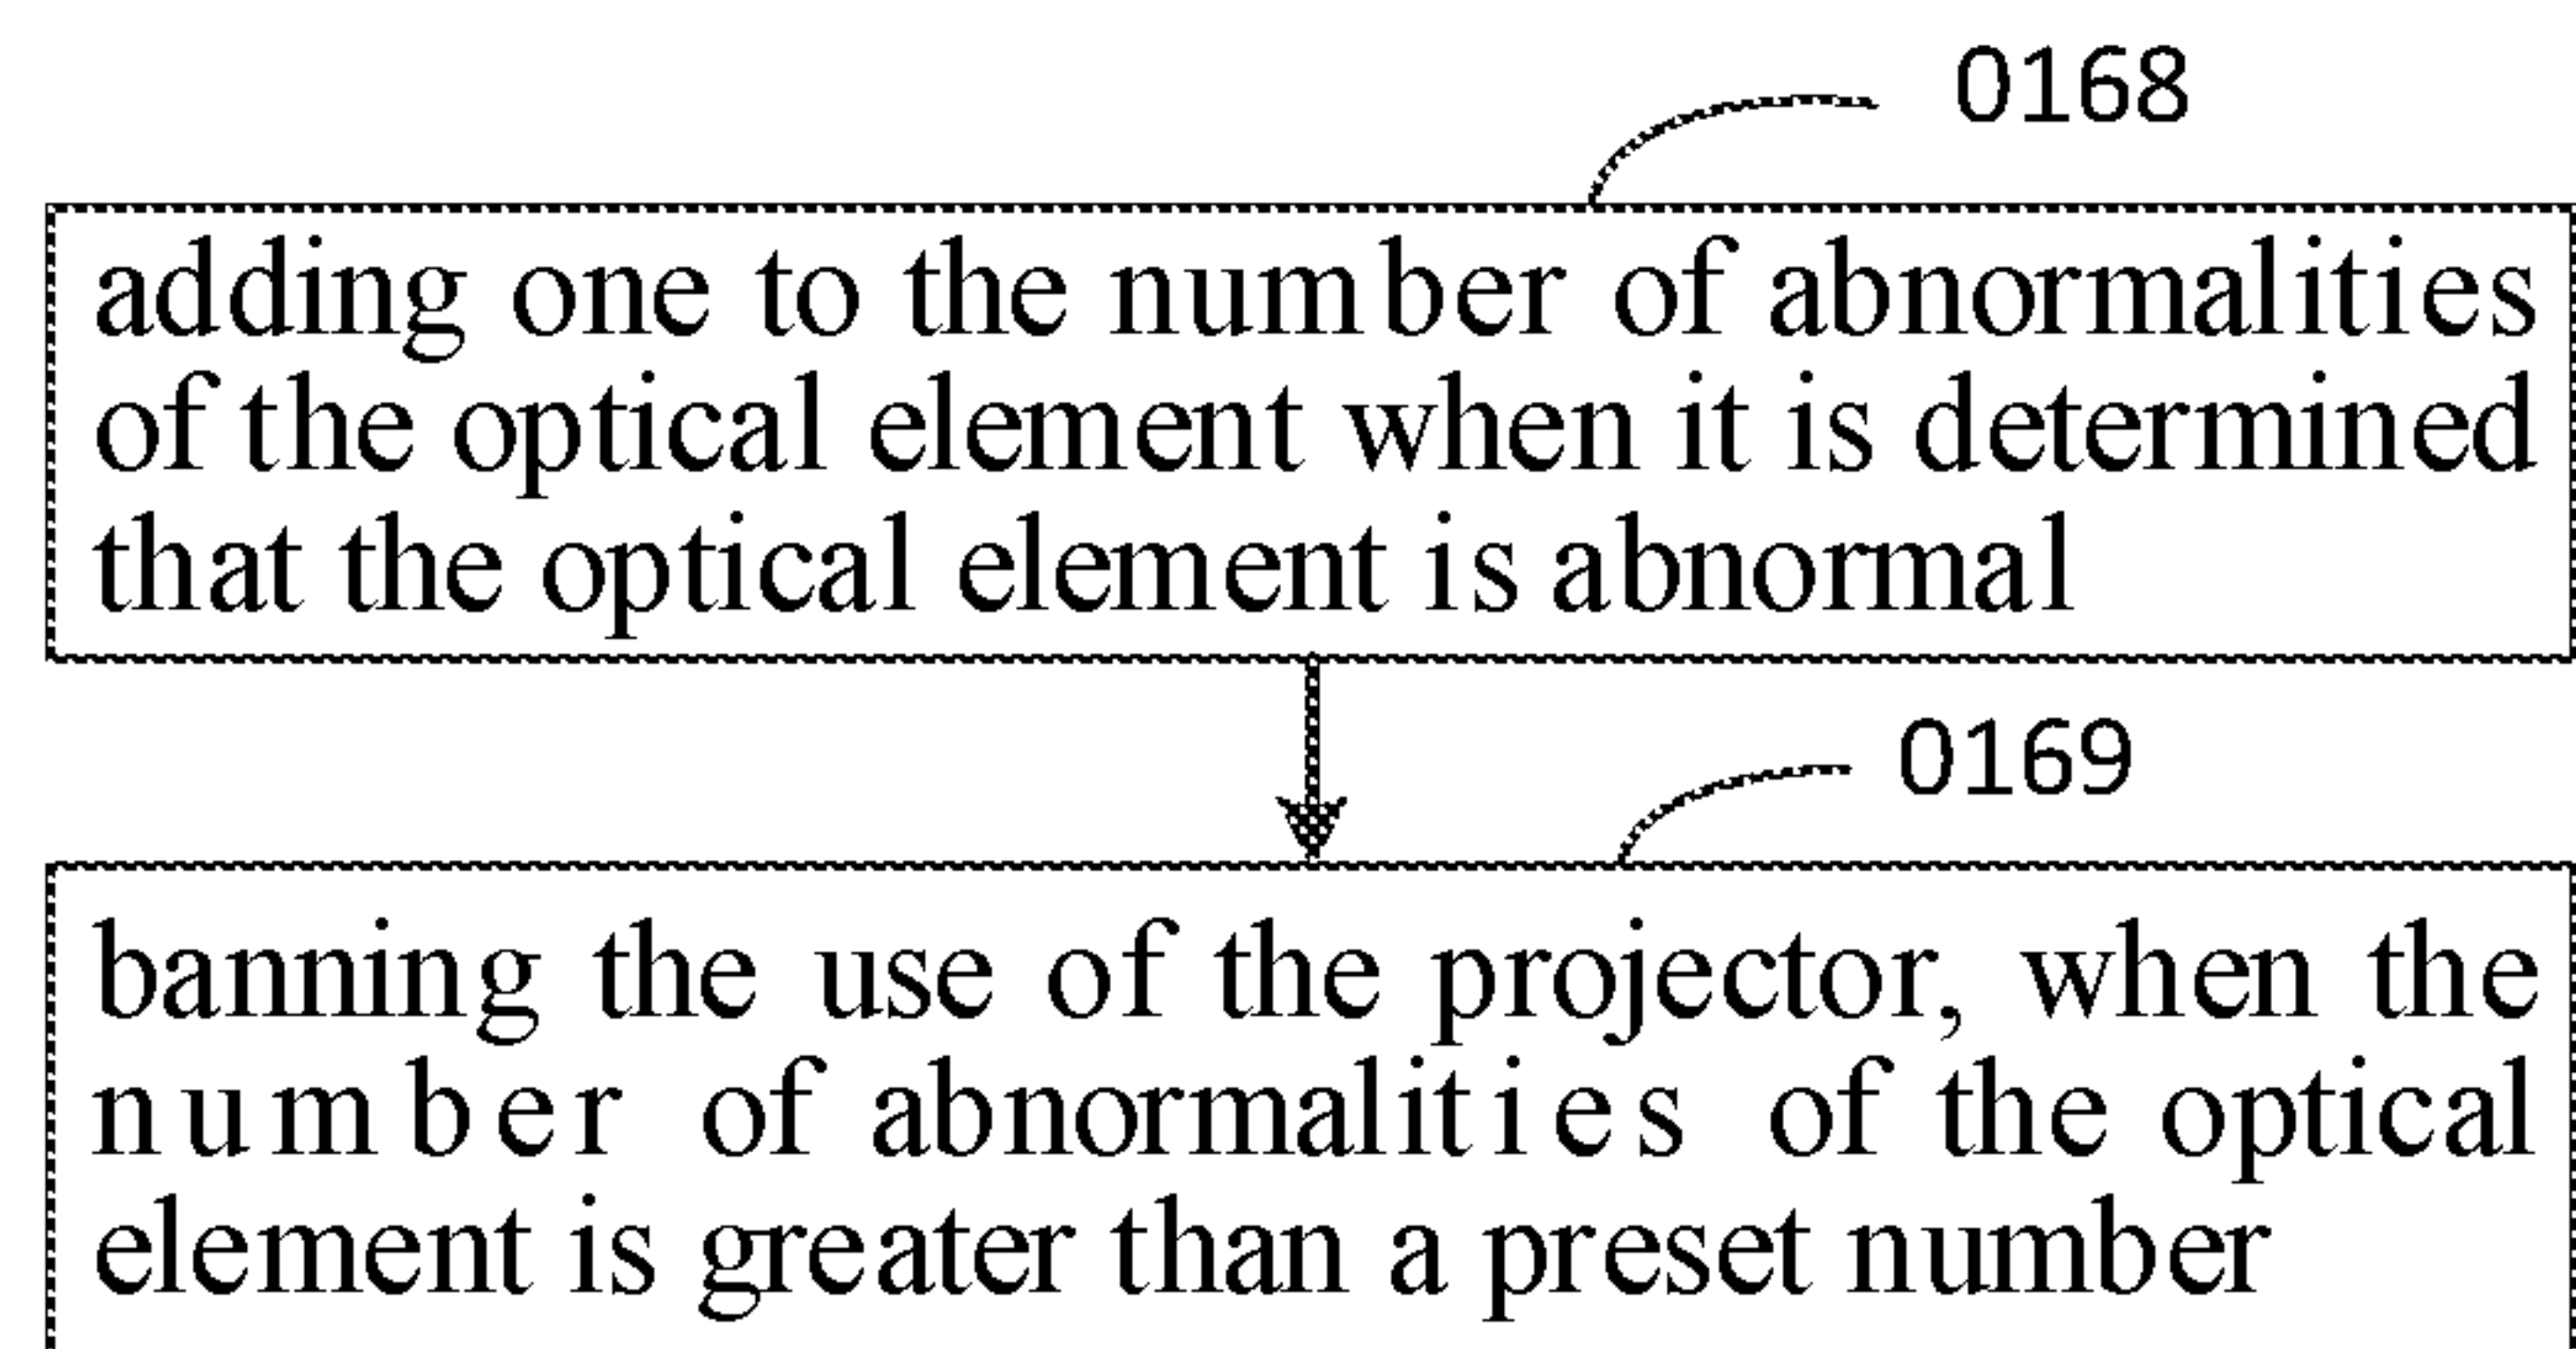 0168
adding one to the number of abnormalities
of the optical element when it is determined
that the optical element is abnormal
0169
banning the use of the projector, when the
number of abnormalities of the optical
element is greater than a preset number